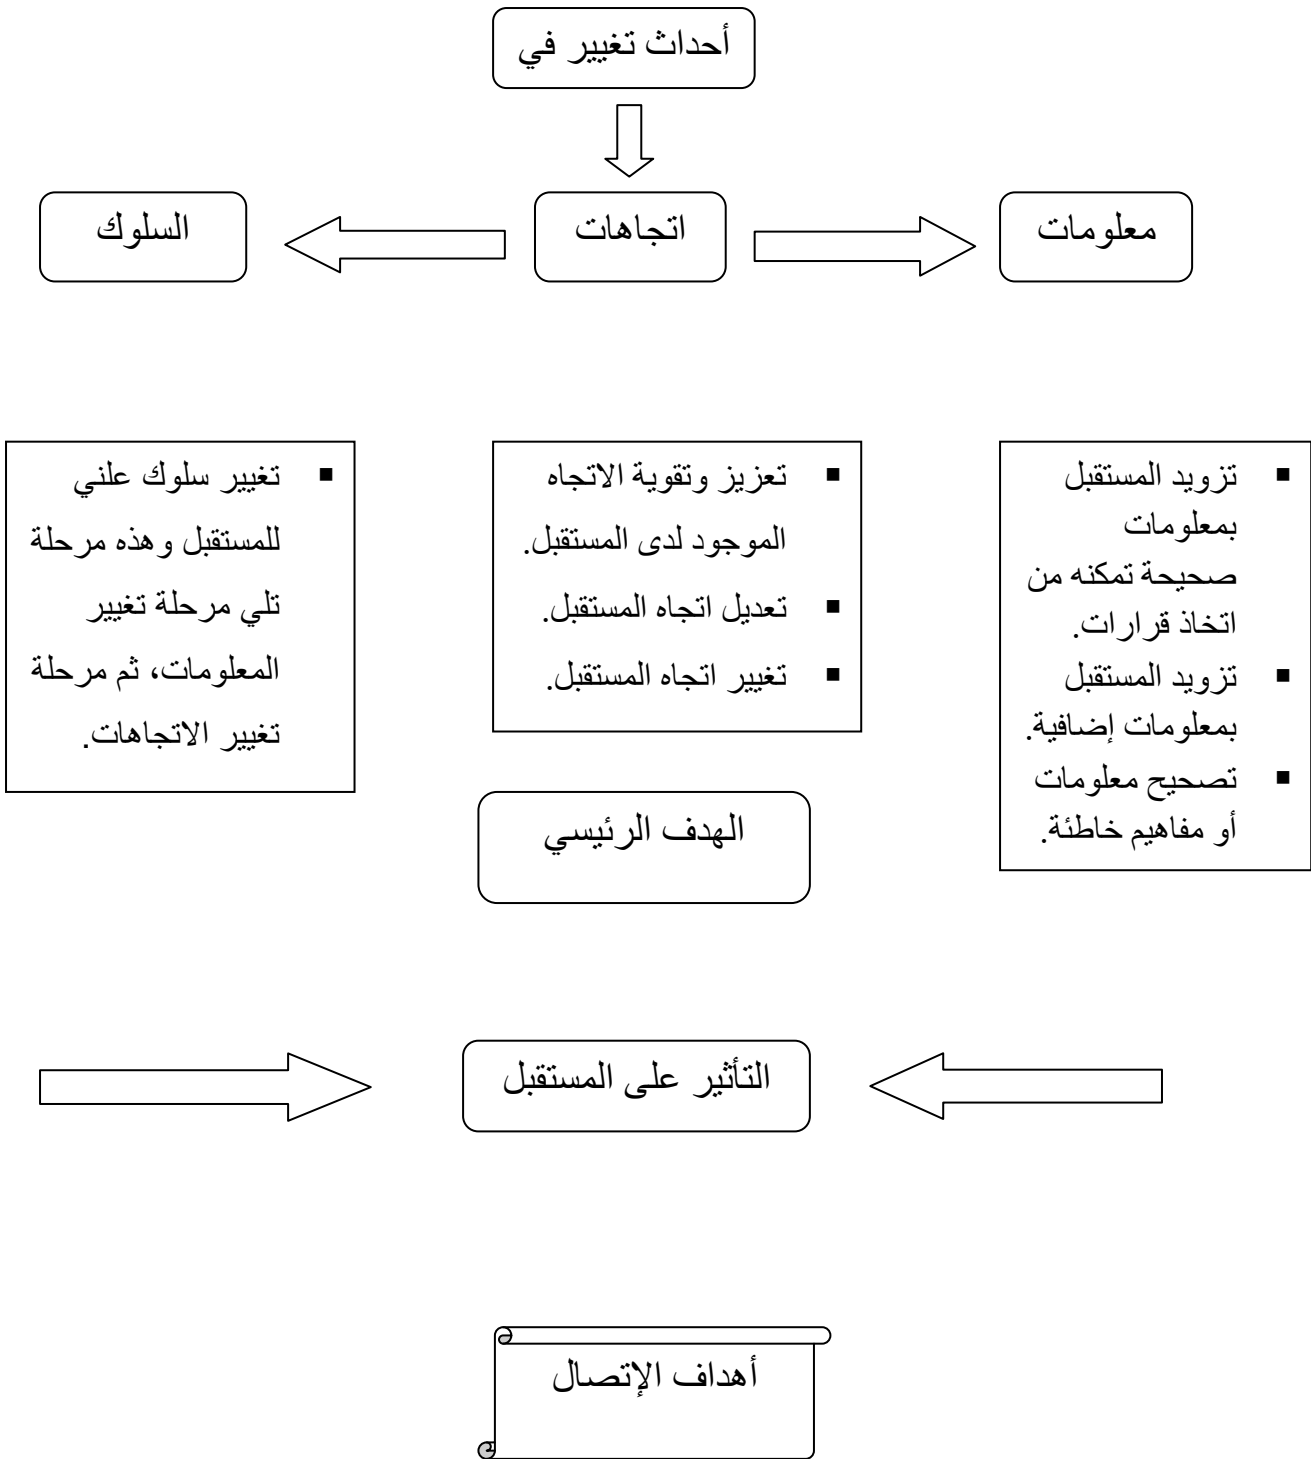 أحداث تغيير في
معلومات
اتجاهات
السلوك
▪ تزويد المستقبل
بمعلومات
صحيحة تمكنه من
اتخاذ قرارات.
▪ تزويد المستقبل
بمعلومات إضافية.
▪ تصحيح معلومات
أو مفاهيم خاطئة.
▪ تعزيز وتقوية الاتجاه
الموجود لدى المستقبل.
▪ تعديل اتجاه المستقبل.
▪ تغيير اتجاه المستقبل.
▪ تغيير سلوك علني
للمستقبل وهذه مرحلة
تلي مرحلة تغيير
المعلومات، ثم مرحلة
تغيير الاتجاهات.
الهدف الرئيسي
التأثير على المستقبل
أهداف الإتصال